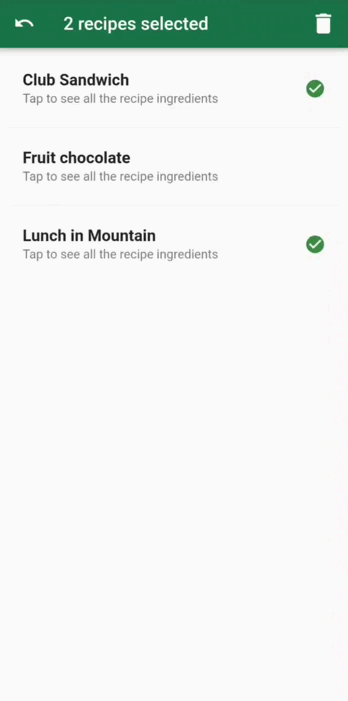 2 recipes selected
Club Sandwich
Tap to see all the recipe ingredients
Fruit chocolate
Tap to see all the recipe ingredients
Lunch in Mountain
Tap to see all the recipe ingredients